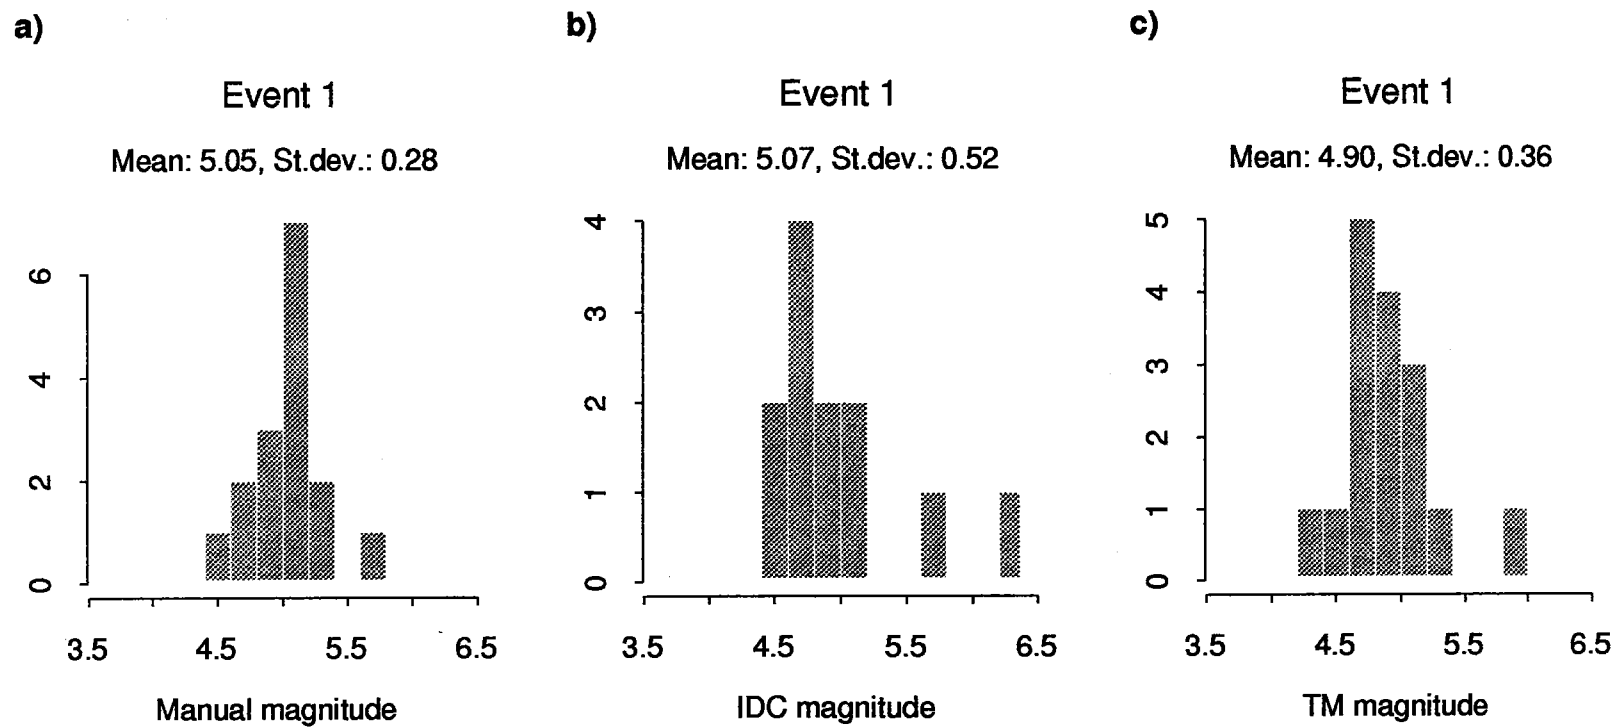 a)
Event 1
Mean: 5.05, St.dev.: 0.28
6
4
2
0
3.5 4.5 5.5 6.5
Manual magnitude
b)
Event 1
Mean: 5.07, St.dev.: 0.52
4
3
2
1
0
3.5 4.5 5.5 6.5
IDC magnitude
c)
Event 1
Mean: 4.90, St.dev.: 0.36
5
4
3
2
1
0
3.5 4.5 5.5 6.5
TM magnitude